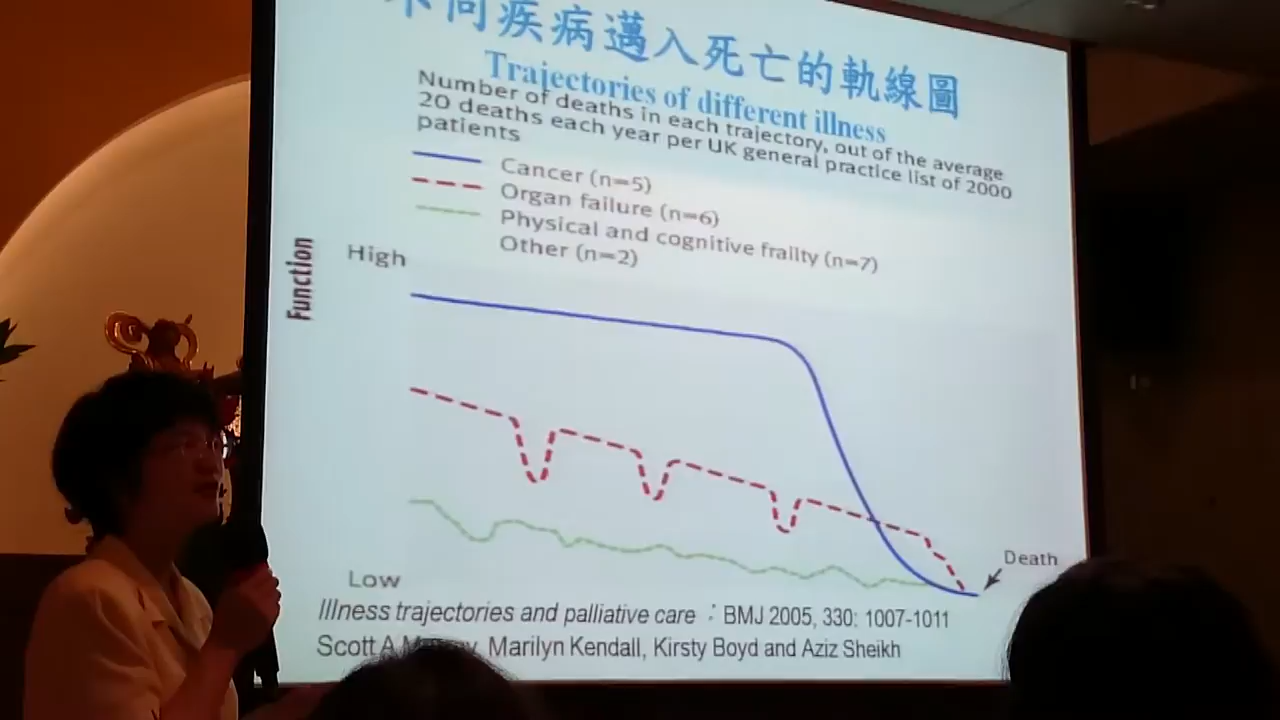 不同疾病邁入死亡的軌線圖
Trajectories of different illness
Number of deaths in each trajectory, out of the average
20 deaths each year per UK general practice list of 2000
patients
Cancer (n=5)
Organ failure (n=6)
Physical and cognitive frailty (n=7)
Other (n=2)
High
Function
Death
Low
Illness trajectories and palliative care：BMJ 2005, 330: 1007-1011
Scott A Marilyn Kendall, Kirsty Boyd and Aziz Sheikh